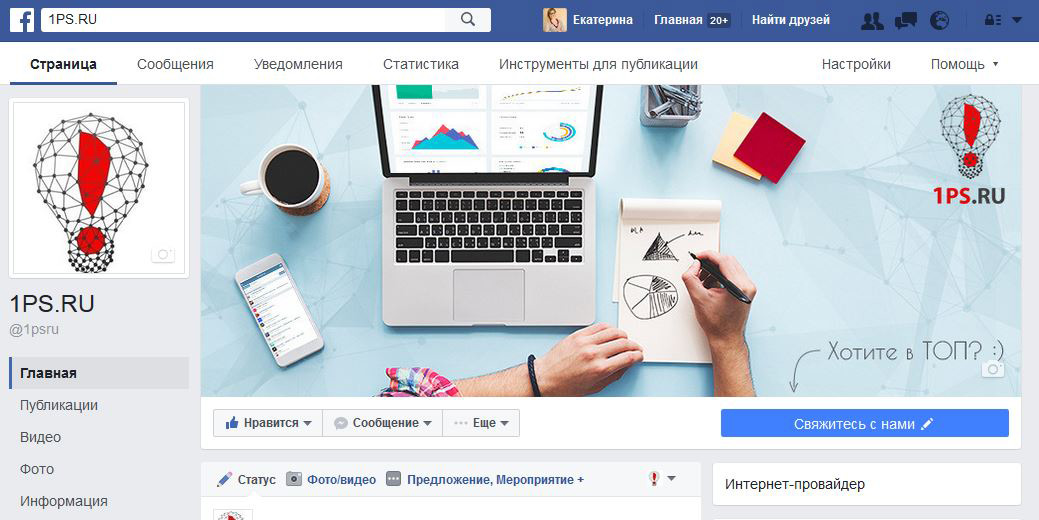 1PS.RU
Екатерина Главная 20+ Найти друзей
Страница Сообщения Уведомления Статистика Инструменты для публикации Настройки Помощь
1PS.RU
Хотите в ТОП? :)
1PS.RU
@1psru
Главная
Публикации
Видео
Фото
Информация
Нравится Сообщение Еще Свяжитесь с нами
Статус Фото/видео Предложение, Мероприятие +
Интернет-провайдер